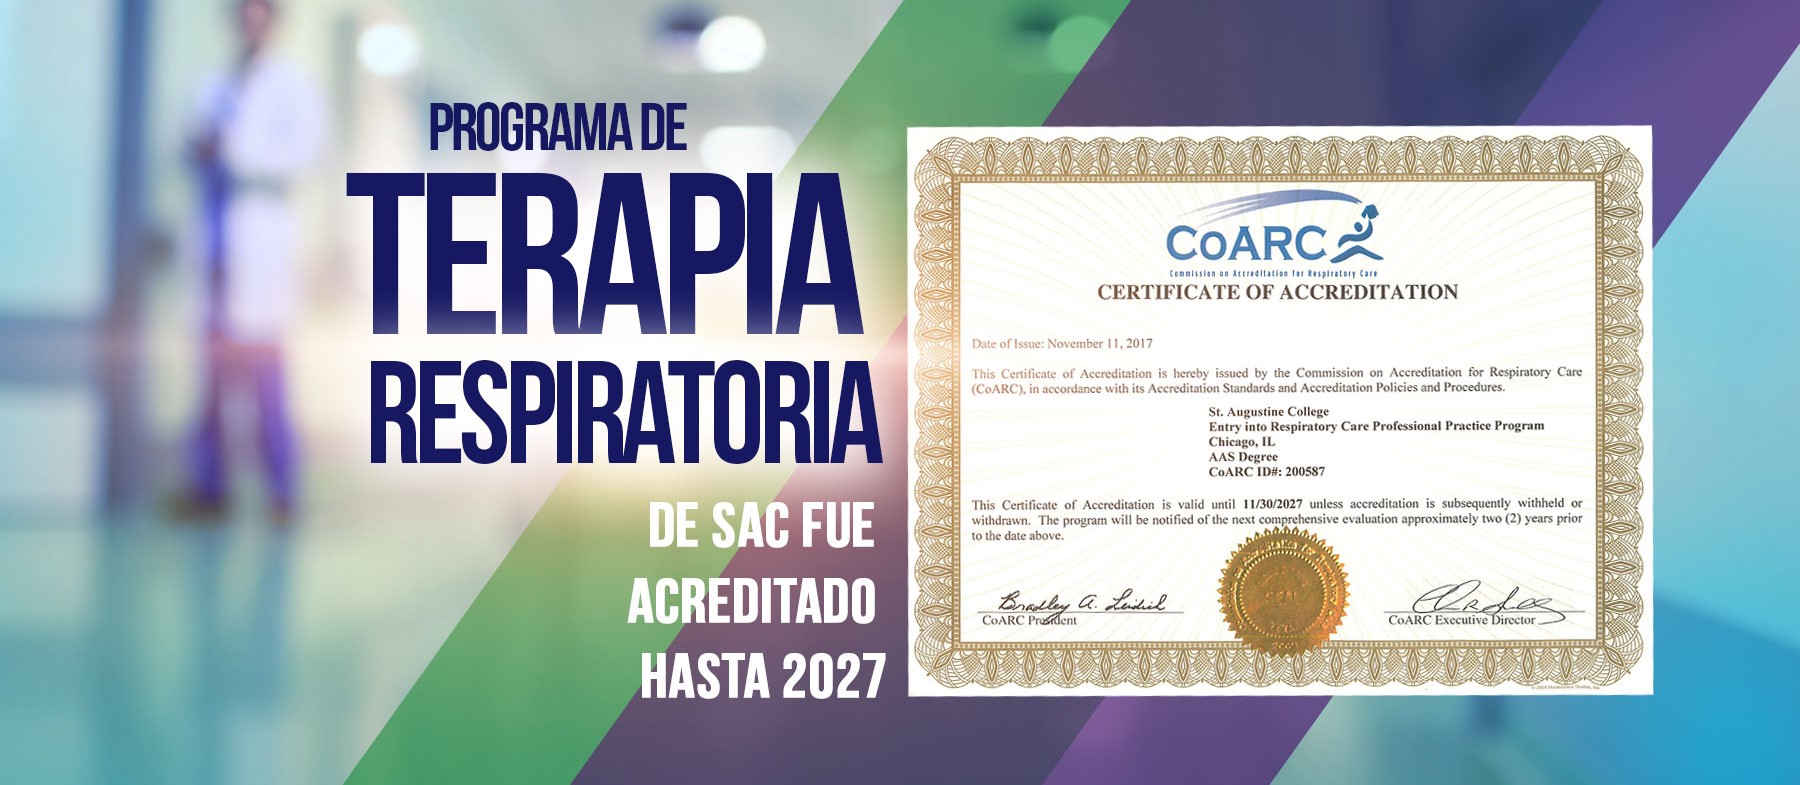 PROGRAMA DE
TERAPIA
RESPIRATORIA
DE SAC FUE
ACREDITADO
HASTA 2027
CoARC
Commission on Accreditation for Respiratory Care
CERTIFICATE OF ACCREDITATION
Date of Issue: November 11, 2017
This Certificate of Accreditation is hereby issued by the Commission on Accreditation for Respiratory Care
(CoARC), in accordance with its Accreditation Standards and Accreditation Policies and Procedures.
St. Augustine College
Entry into Respiratory Care Professional Practice Program
Chicago, IL
AAS Degree
CoARC ID#: 200587
This Certificate of Accreditation is valid until 11/30/2027 unless accreditation is subsequently withheld or
withdrawn. The program will be notified of the next comprehensive evaluation approximately two (2) years prior
to the date above.
Bradley A. Leidich
CoARC President
CoARC Executive Director